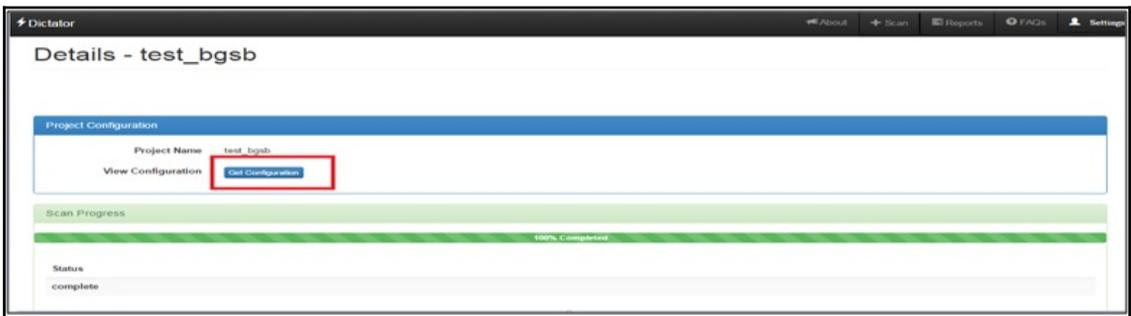 Dictator About Scan Reports FAQs Settings
Details - test_bgsb
Project Configuration
Project Name test_bgsb
View Configuration Get Configuration
Scan Progress
100% Completed
Status
complete